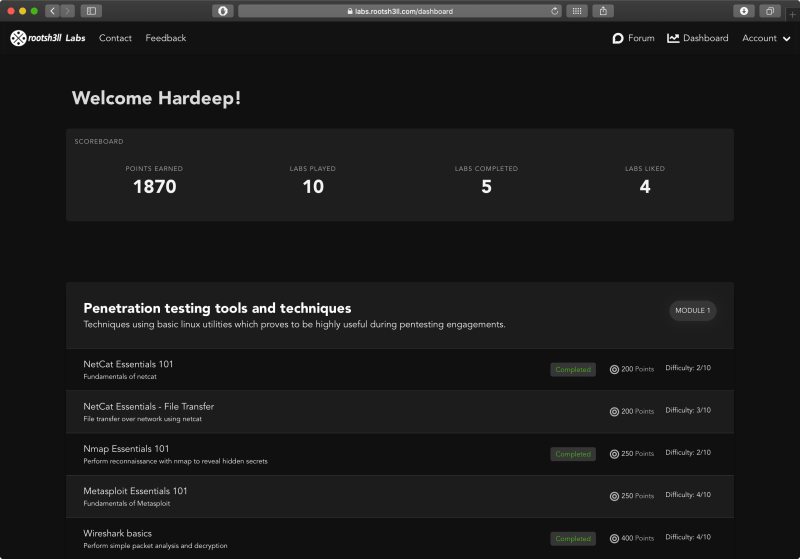 labs.rootsh3ll.com/dashboard
rootsh3ll Labs Contact Feedback Forum Dashboard Account
Welcome Hardeep!
SCOREBOARD
POINTS EARNED LABS PLAYED LABS COMPLETED LABS LIKED
1870 10 5 4
Penetration testing tools and techniques
Techniques using basic linux utilities which proves to be highly useful during pentesting engagements.
MODULE 1
NetCat Essentials 101
Fundamentals of netcat
Completed 200 Points Difficulty: 2/10
NetCat Essentials - File Transfer
File transfer over network using netcat
200 Points Difficulty: 3/10
Nmap Essentials 101
Perform reconnaissance with nmap to reveal hidden secrets
Completed 250 Points Difficulty: 2/10
Metasploit Essentials 101
Fundamentals of Metasploit
250 Points Difficulty: 4/10
Wireshark basics
Perform simple packet analysis and decryption
Completed 400 Points Difficulty: 4/10